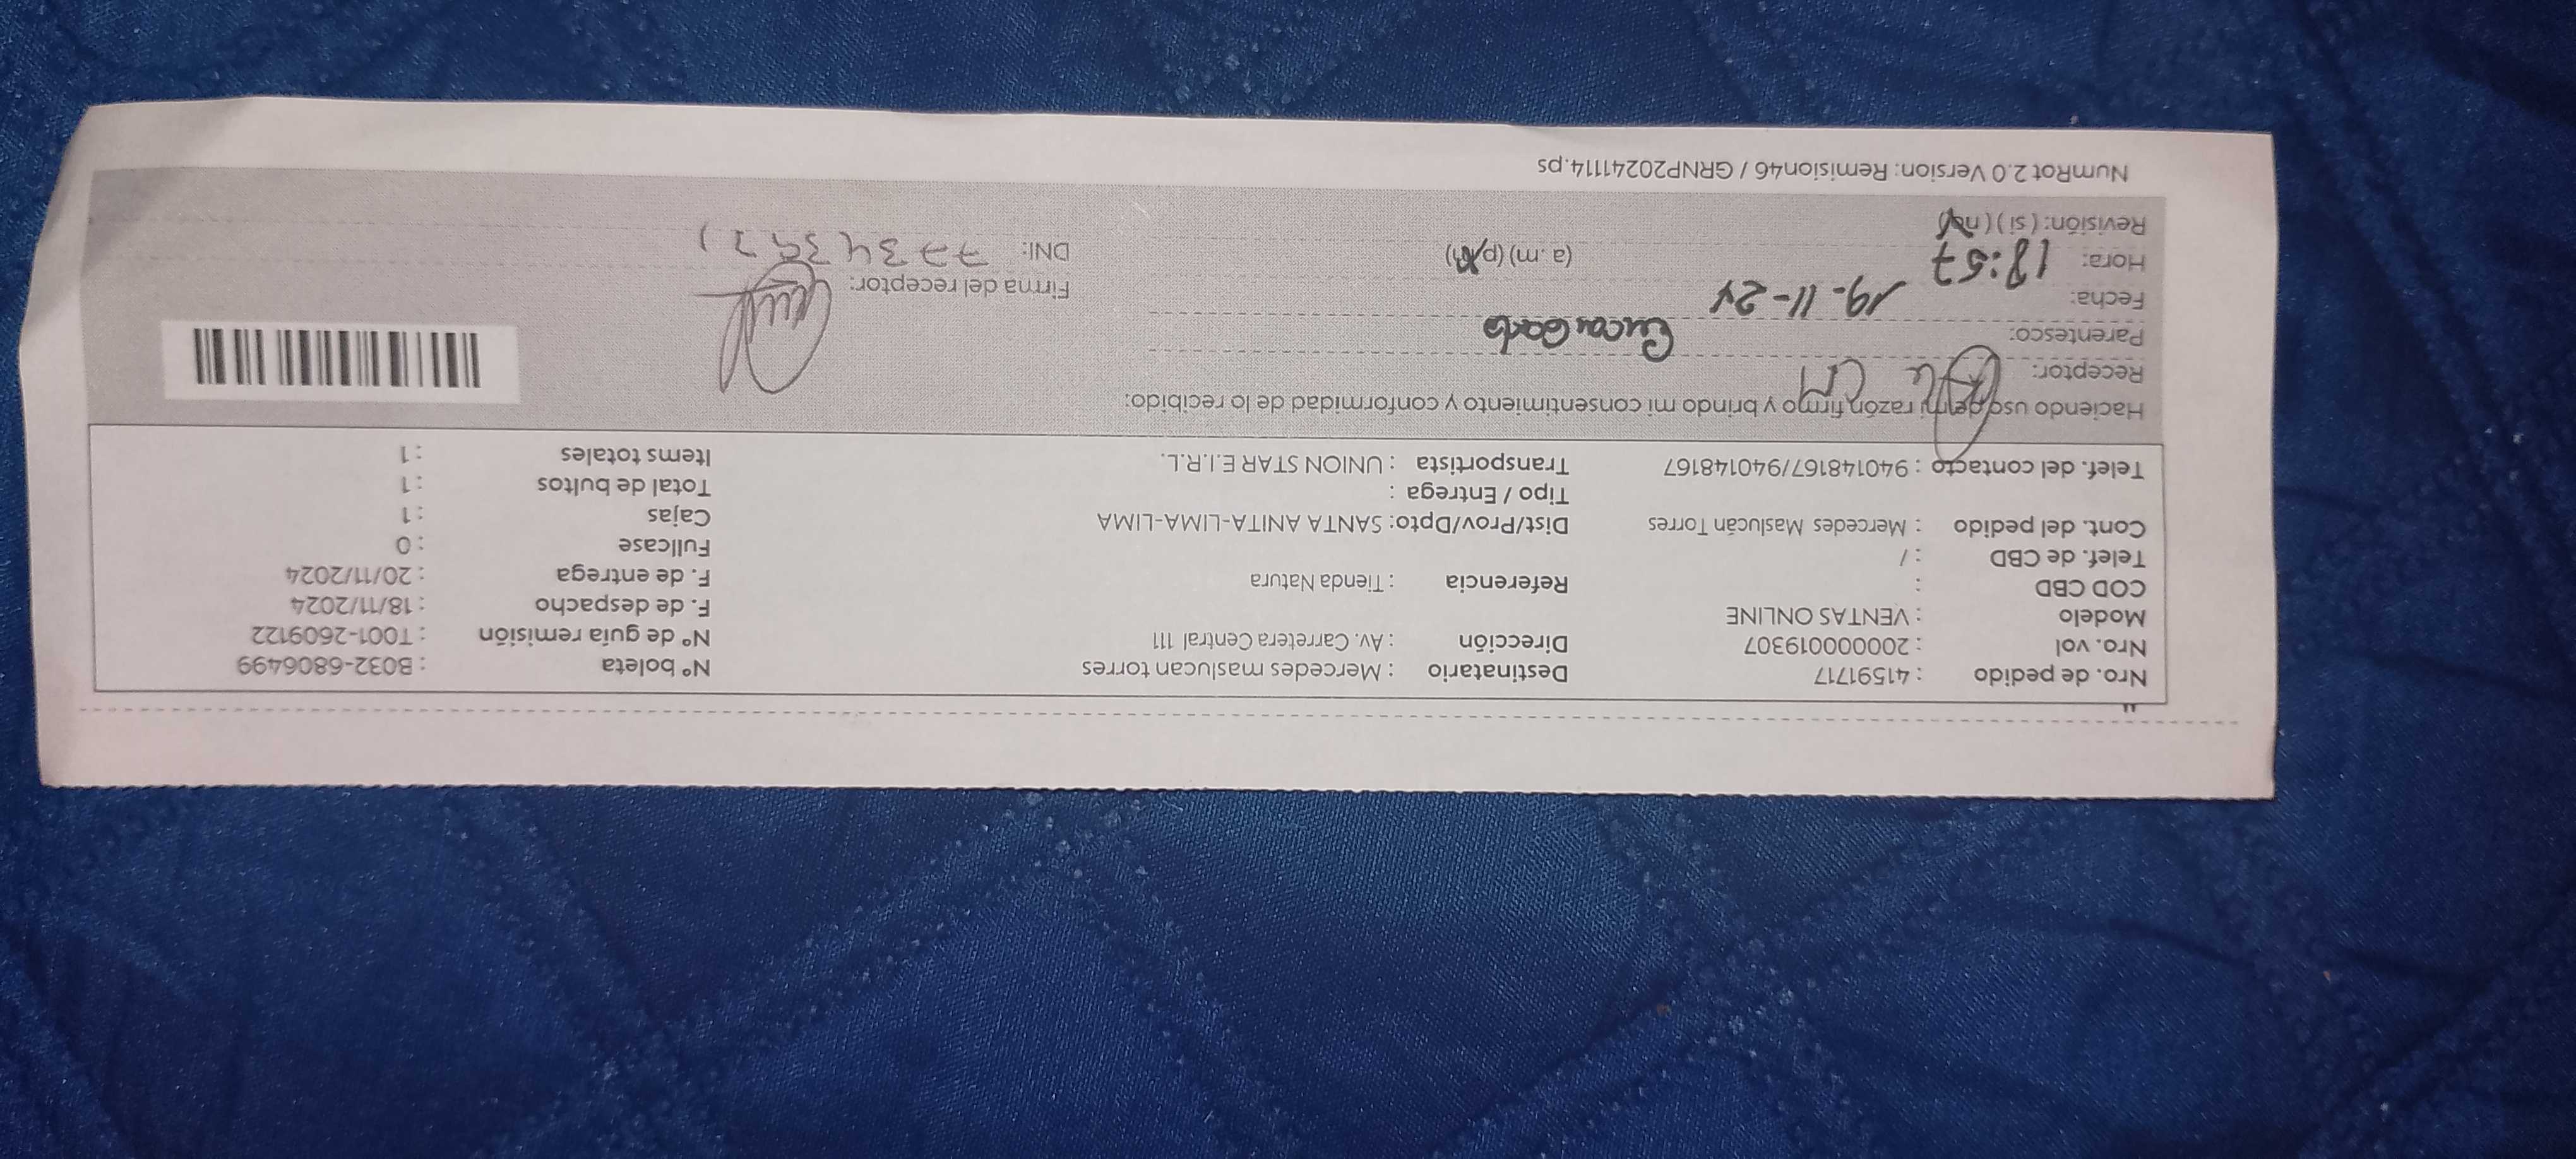 Nro. de pedido : 41591717 Destinatario : Mercedes maslucan torres Nº boleta : B032-6806499
Nro. vol : 200000019307 Dirección : Av. Carretera Central 111 Nº de guía remisión : T001-2609122
Modelo : VENTAS ONLINE F. de despacho : 18/11/2024
COD CBD : Referencia : Tienda Natura F. de entrega : 20/11/2024
Telef. de CBD : / Fullcase : 0
Cont. del pedido : Mercedes Maslucán Torres Dist/Prov/Dpto: SANTA ANITA-LIMA-LIMA Cajas : 1
Tipo / Entrega : Total de bultos : 1
Telef. del contacto : 940148167/940148167 Transportista : UNION STAR E.I.R.L. Items totales : 1
Haciendo uso de mi razón firmo y brindo mi consentimiento y conformidad de lo recibido:
Receptor:
Parentesco: Encargado
Fecha: 19-11-24 Firma del receptor:
Hora: 18:57 (a.m) (p.m) DNI:
Revisión: (si) (no)
NumRot 2.0 Version: Remision46 / GRNP20241114.ps